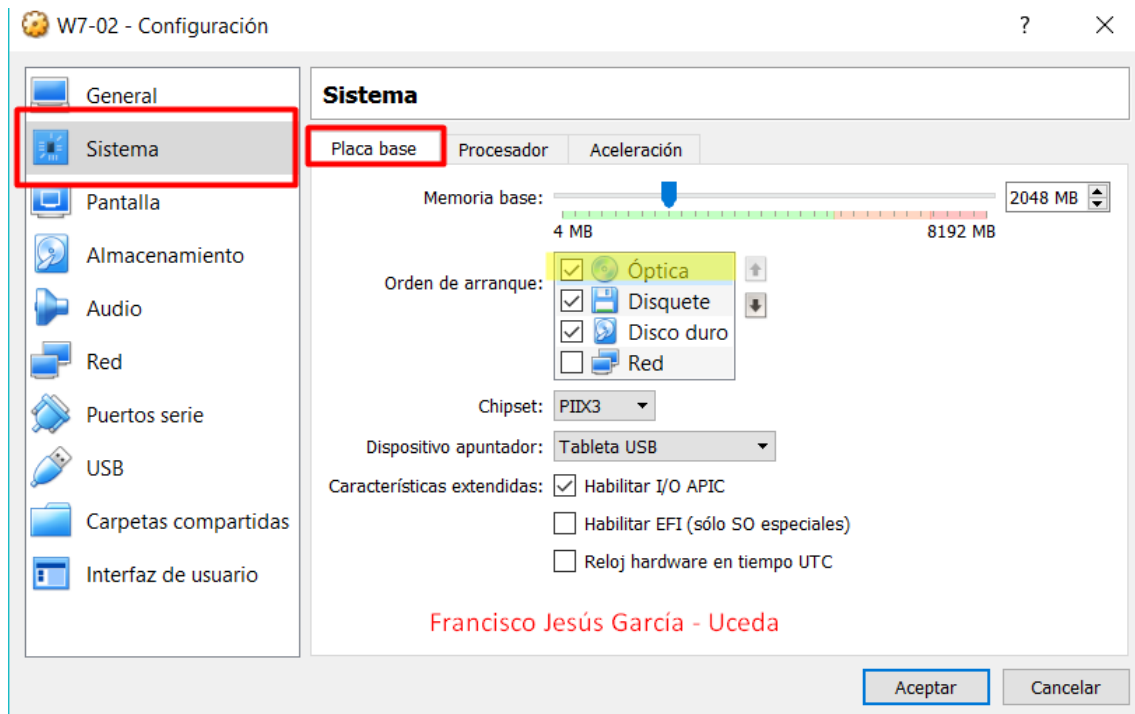 W7-02 - Configuración
?
General
Sistema
Pantalla
Almacenamiento
Audio
Red
Puertos serie
USB
Carpetas compartidas
Interfaz de usuario
Sistema
Placa base Procesador Aceleración
Memoria base: 2048 MB
4 MB 8192 MB
Orden de arranque:
Óptica
Disquete
Disco duro
Red
Chipset: PIIX3
Dispositivo apuntador: Tableta USB
Características extendidas: Habilitar I/O APIC
Habilitar EFI (sólo SO especiales)
Reloj hardware en tiempo UTC
Francisco Jesús García - Uceda
Aceptar Cancelar